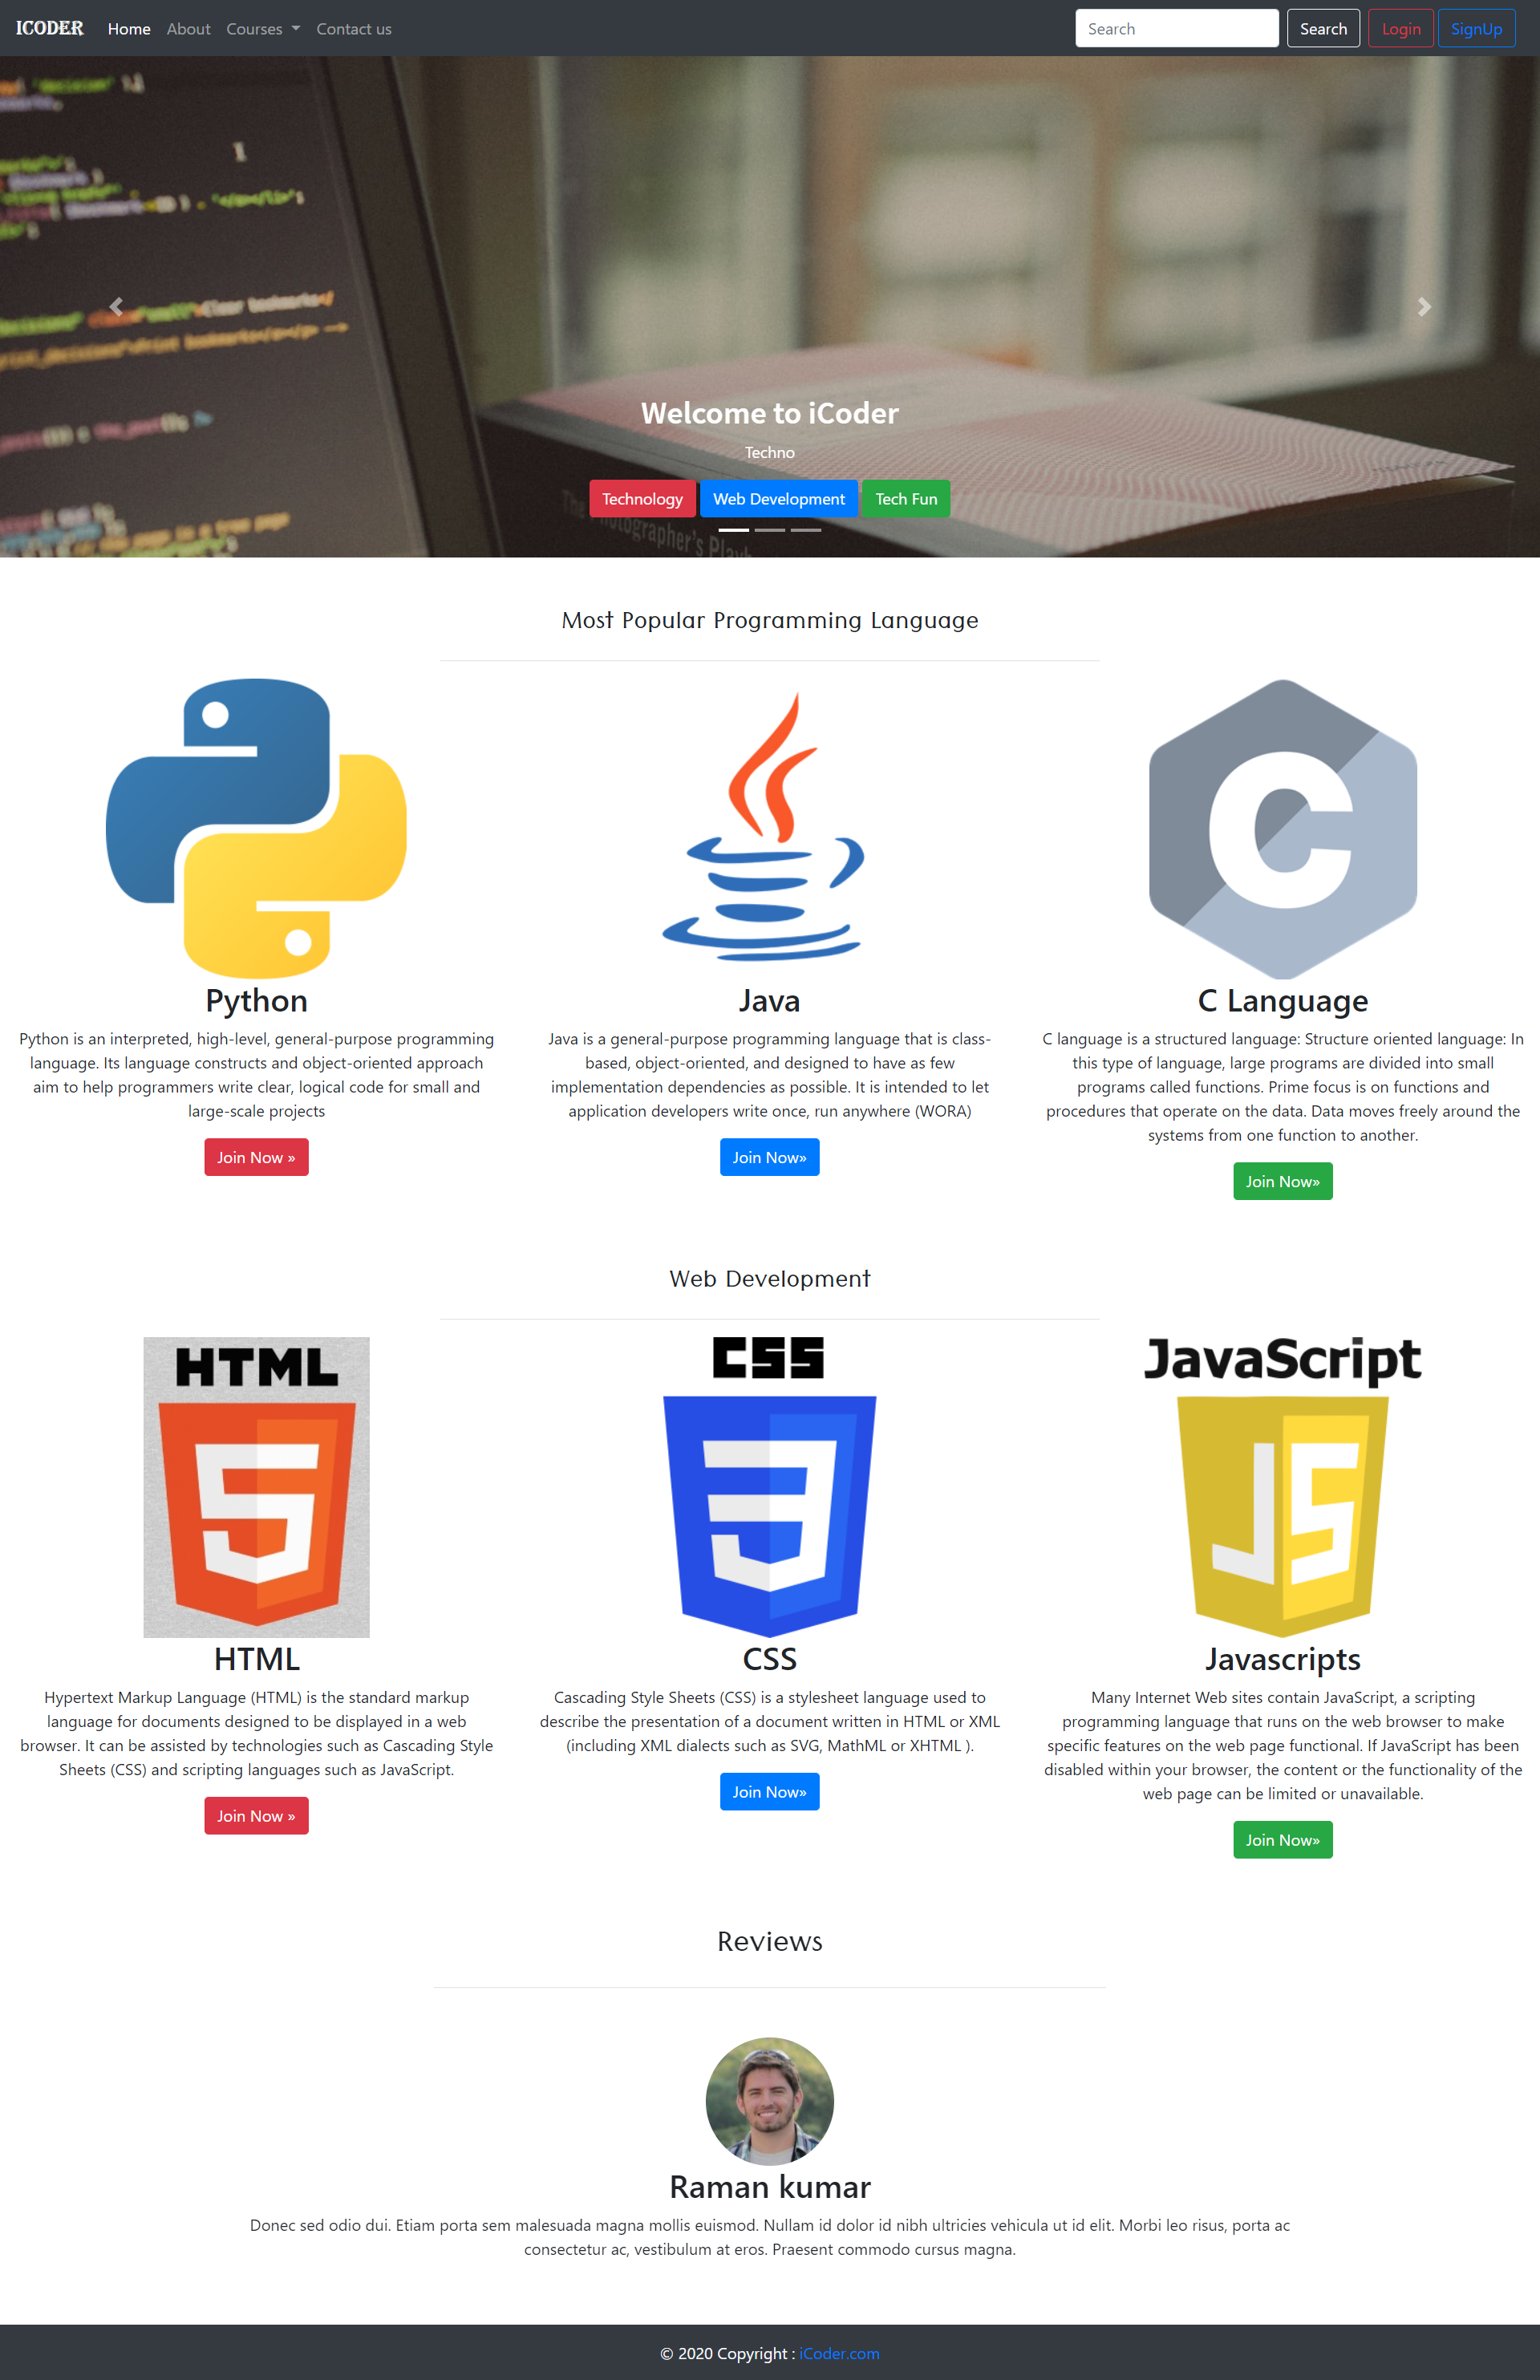 ICODER Home About Courses Contact us Search Search Login SignUp
Welcome to iCoder
Techno
Technology Web Development Tech Fun
Most Popular Programming Language
Python
Python is an interpreted, high-level, general-purpose programming
language. Its language constructs and object-oriented approach
aim to help programmers write clear, logical code for small and
large-scale projects
Join Now »
Java
Java is a general-purpose programming language that is class-
based, object-oriented, and designed to have as few
implementation dependencies as possible. It is intended to let
application developers write once, run anywhere (WORA)
Join Now»
C
C Language
C language is a structured language: Structure oriented language: In
this type of language, large programs are divided into small
programs called functions. Prime focus is on functions and
procedures that operate on the data. Data moves freely around the
systems from one function to another.
Join Now»
Web Development
HTML
5
HTML
Hypertext Markup Language (HTML) is the standard markup
language for documents designed to be displayed in a web
browser. It can be assisted by technologies such as Cascading Style
Sheets (CSS) and scripting languages such as JavaScript.
Join Now »
CSS
3
CSS
Cascading Style Sheets (CSS) is a stylesheet language used to
describe the presentation of a document written in HTML or XML
(including XML dialects such as SVG, MathML or XHTML ).
Join Now»
JavaScript
JS
Javascripts
Many Internet Web sites contain JavaScript, a scripting
programming language that runs on the web browser to make
specific features on the web page functional. If JavaScript has been
disabled within your browser, the content or the functionality of the
web page can be limited or unavailable.
Join Now»
Reviews
Raman kumar
Donec sed odio dui. Etiam porta sem malesuada magna mollis euismod. Nullam id dolor id nibh ultricies vehicula ut id elit. Morbi leo risus, porta ac
consectetur ac, vestibulum at eros. Praesent commodo cursus magna.
© 2020 Copyright : iCoder.com